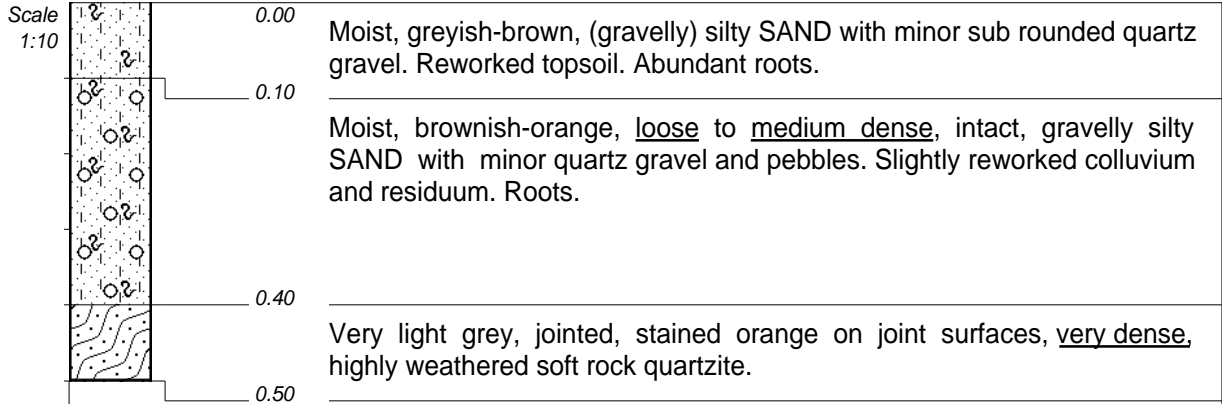 Scale
1:10
0.00
Moist, greyish-brown, (gravelly) silty SAND with minor sub rounded quartz
gravel. Reworked topsoil. Abundant roots.
0.10
Moist, brownish-orange, loose to medium dense, intact, gravelly silty
SAND with minor quartz gravel and pebbles. Slightly reworked colluvium
and residuum. Roots.
0.40
Very light grey, jointed, stained orange on joint surfaces, very dense,
highly weathered soft rock quartzite.
0.50